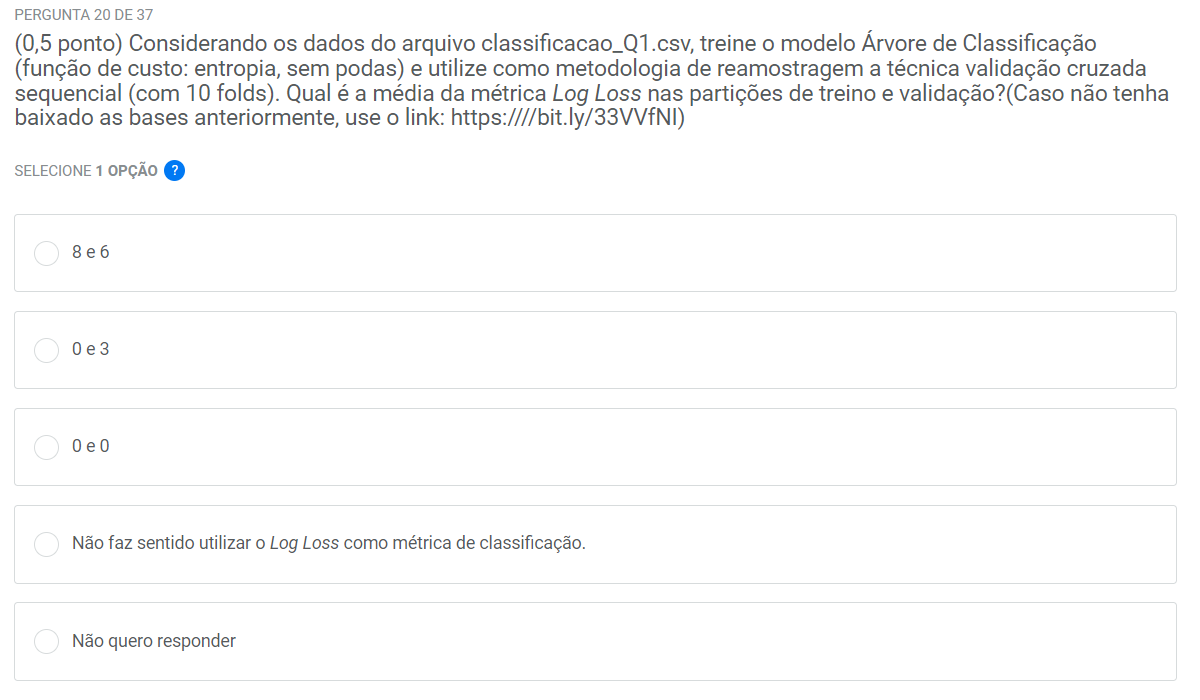 PERGUNTA 20 DE 37
(0,5 ponto) Considerando os dados do arquivo classificacao_Q1.csv, treine o modelo Árvore de Classificação
(função de custo: entropia, sem podas) e utilize como metodologia de reamostragem a técnica validação cruzada
sequencial (com 10 folds). Qual é a média da métrica Log Loss nas partições de treino e validação?(Caso não tenha
baixado as bases anteriormente, use o link: https:////bit.ly/33VVfNI)
SELECIONE 1 OPÇÃO ?
8 e 6
0 e 3
0 e 0
Não faz sentido utilizar o Log Loss como métrica de classificação.
Não quero responder